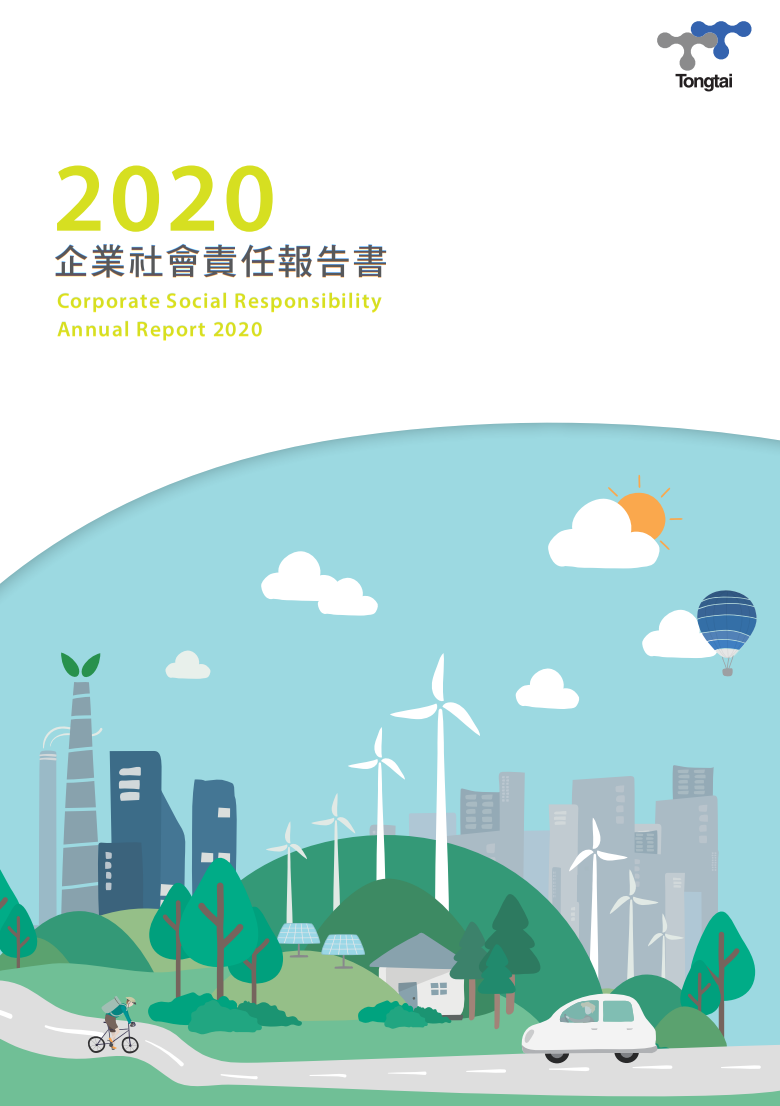 Tongtai
2020
企業社會責任報告書
Corporate Social Responsibility
Annual Report 2020